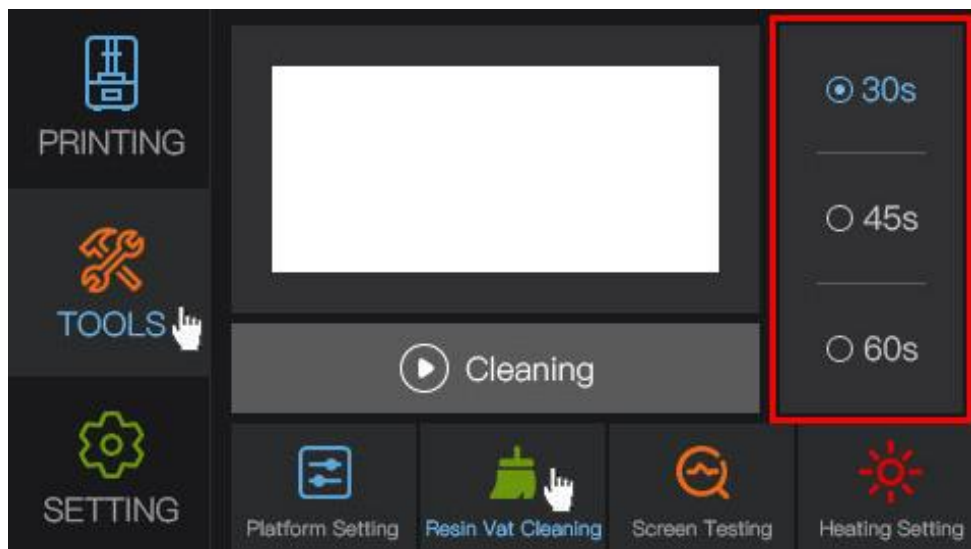 PRINTING
TOOLS
SETTING
30s
45s
60s
Cleaning
Platform Setting
Resin Vat Cleaning
Screen Testing
Heating Setting